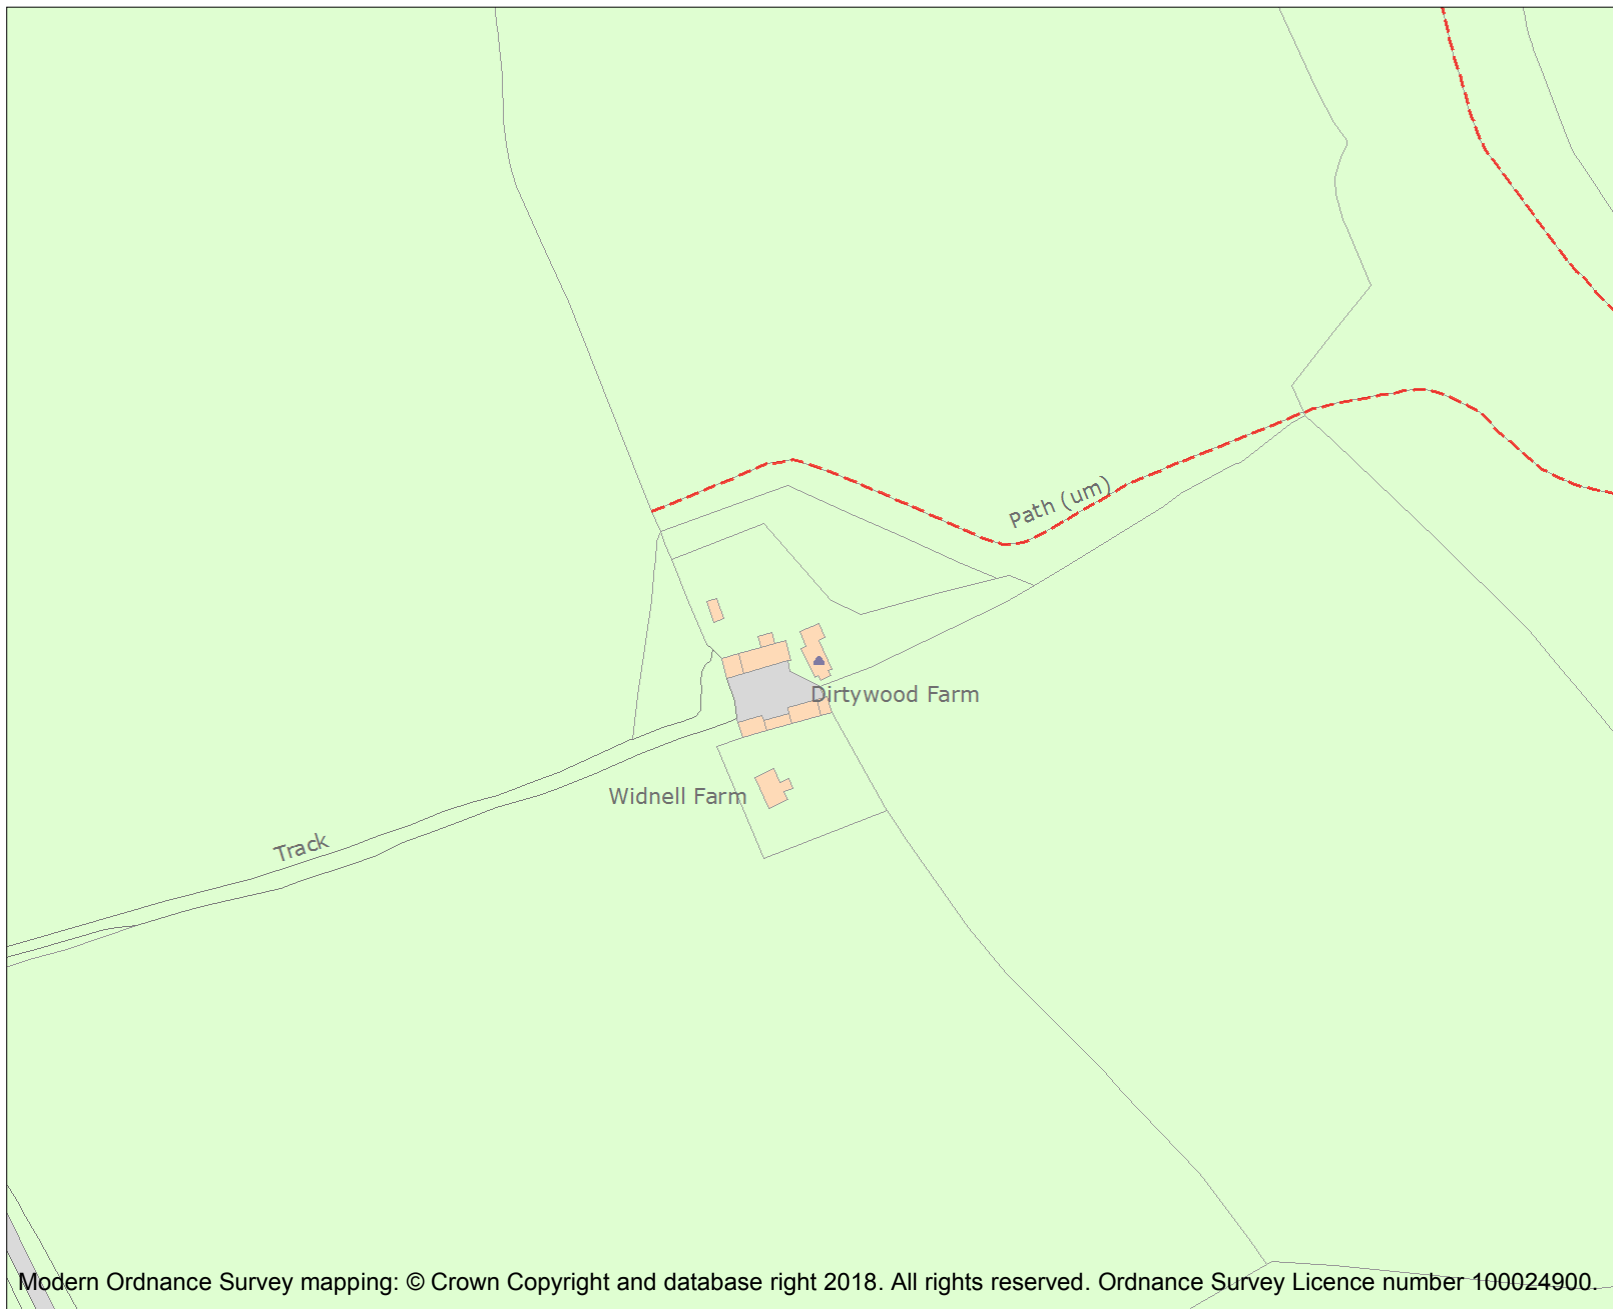 Path (um)
Dirtywood Farm
Widnell Farm
Track
Modern Ordnance Survey mapping: © Crown Copyright and database right 2018. All rights reserved. Ordnance Survey Licence number 100024900.